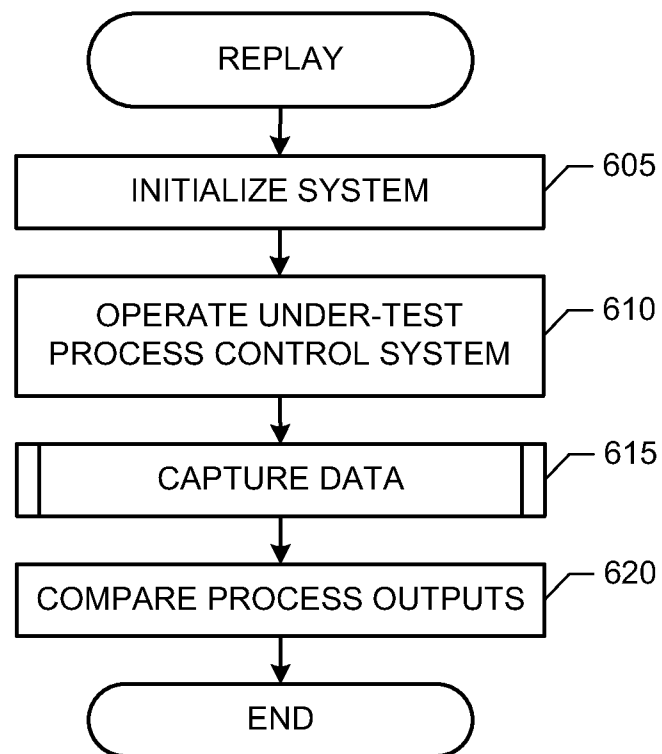 REPLAY
INITIALIZE SYSTEM
605
OPERATE UNDER-TEST
PROCESS CONTROL SYSTEM
610
CAPTURE DATA
615
COMPARE PROCESS OUTPUTS
620
END